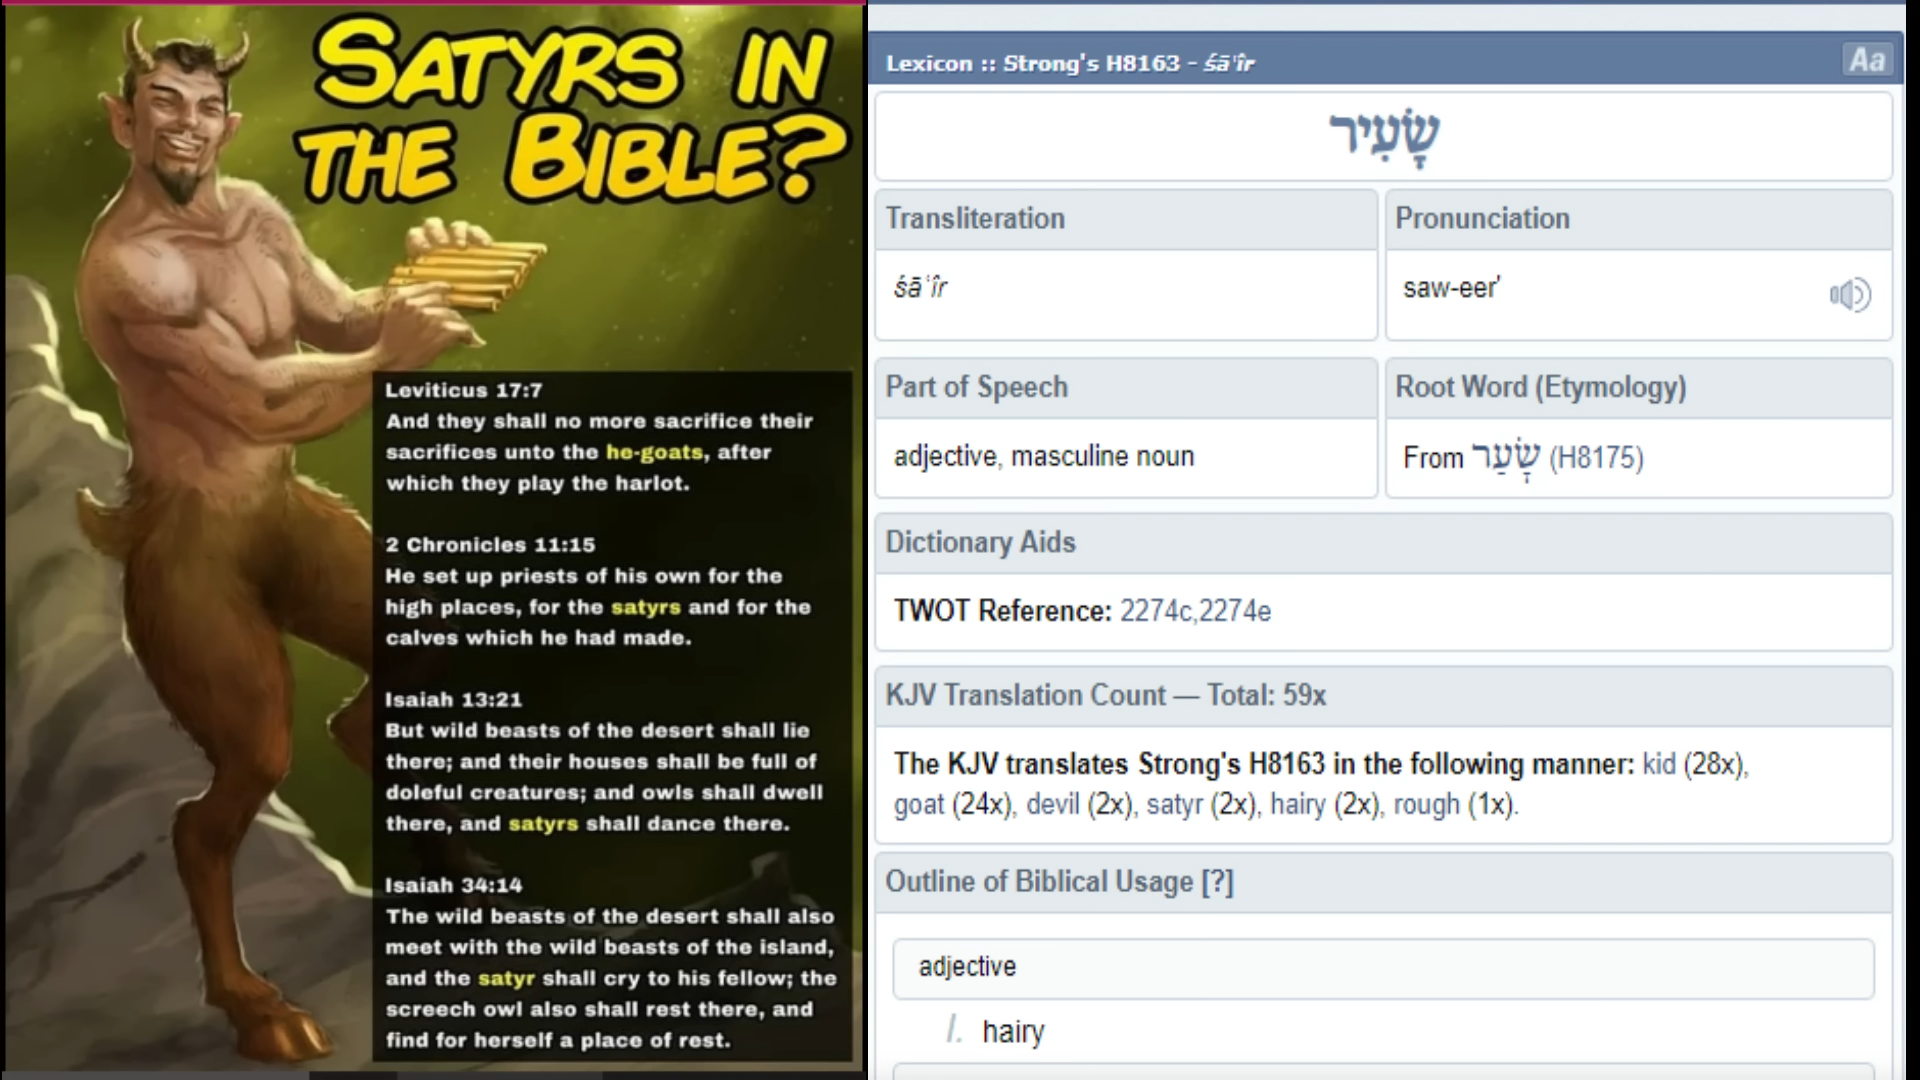 SATYRS IN
THE BIBLE?
Leviticus 17:7
And they shall no more sacrifice their
sacrifices unto the he-goats, after
which they play the harlot.
2 Chronicles 11:15
He set up priests of his own for the
high places, for the satyrs and for the
calves which he had made.
Isaiah 13:21
But wild beasts of the desert shall lie
there; and their houses shall be full of
doleful creatures; and owls shall dwell
there, and satyrs shall dance there.
Isaiah 34:14
The wild beasts of the desert shall also
meet with the wild beasts of the island,
and the satyr shall cry to his fellow; the
screech owl also shall rest there, and
find for herself a place of rest.
Lexicon :: Strong's H8163 - śāʿîr
Aa
שָׂעִיר
Transliteration
śāʿîr
Pronunciation
saw-eer'
Part of Speech
adjective, masculine noun
Root Word (Etymology)
From שָׂעַר (H8175)
Dictionary Aids
TWOT Reference: 2274c,2274e
KJV Translation Count — Total: 59x
The KJV translates Strong's H8163 in the following manner: kid (28x),
goat (24x), devil (2x), satyr (2x), hairy (2x), rough (1x).
Outline of Biblical Usage [?]
adjective
I. hairy